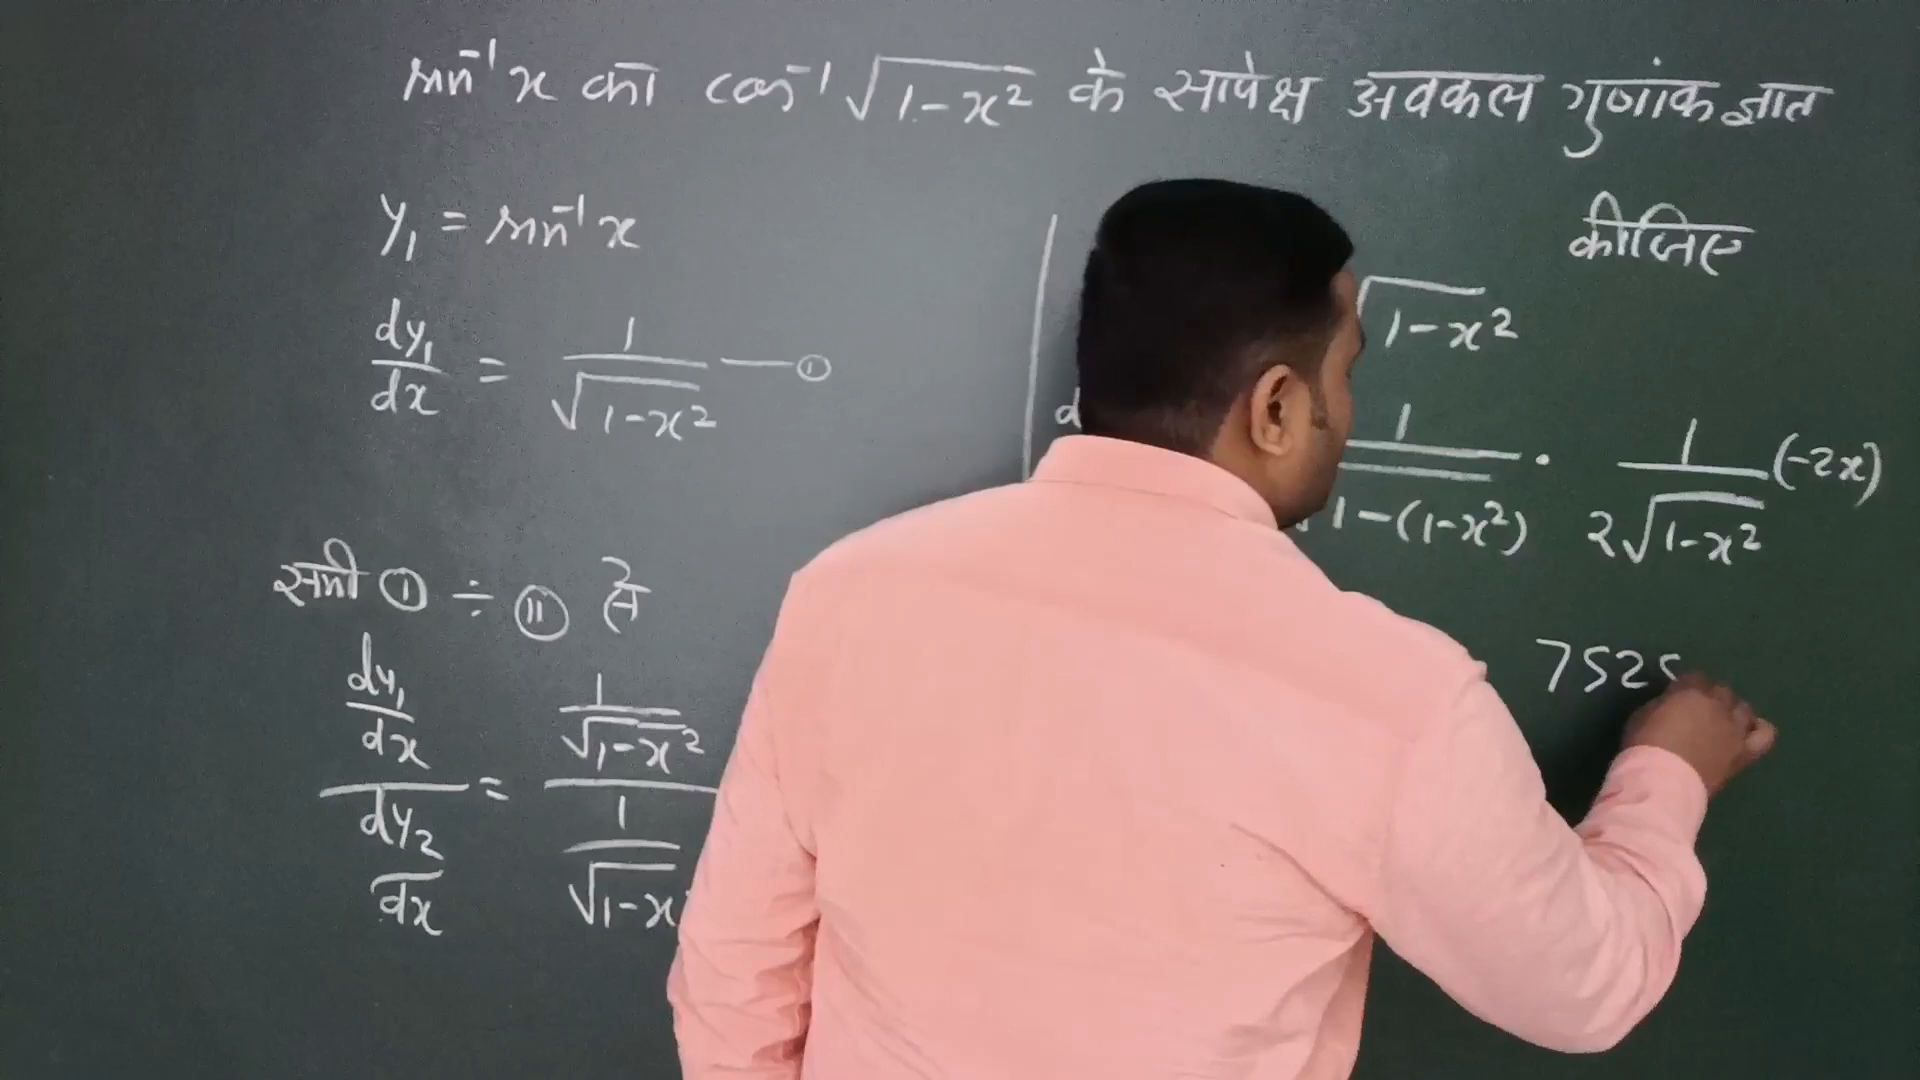 sin⁻¹ x का cos⁻¹ √(1-x²) के सापेक्ष अवकल गुणांक ज्ञात
कीजिए
y₁ = sin⁻¹ x
dy₁/dx = 1/√(1-x²) — ①
समी ① ÷ ⑪ से
(dy₁/dx)/(dy₂/dx) = (1/√(1-x²))/(1/√(1-x
√(1-x²)
1/√(1-(1-x²)) · 1/(2√(1-x²)) (-2x)
7525